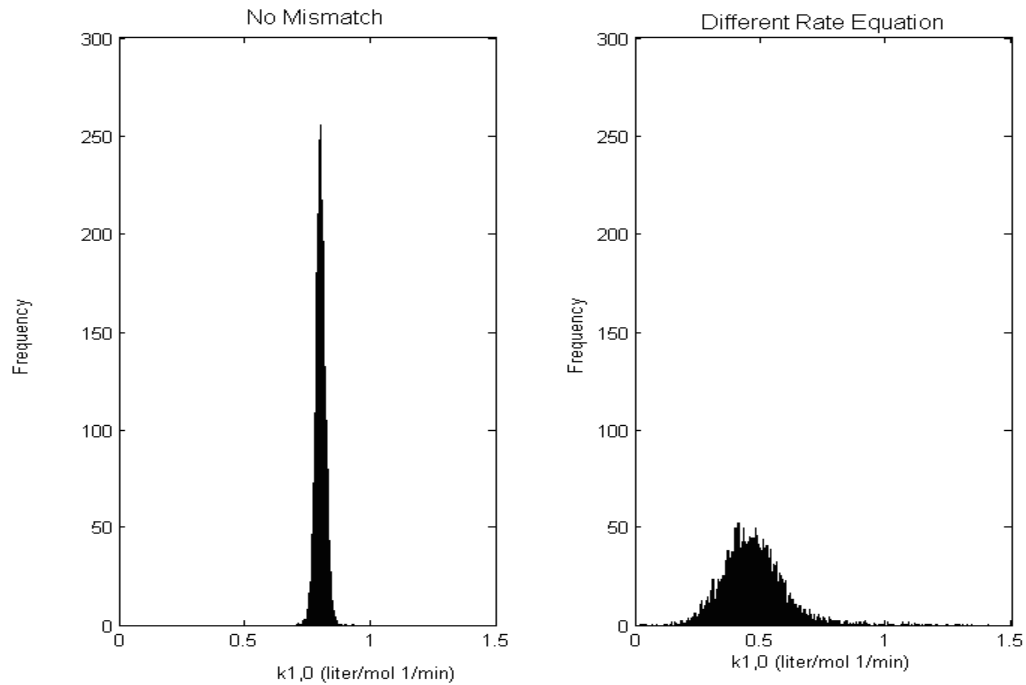 No Mismatch
300
250
200
150
100
50
0
Frequency
0 0.5 1 1.5
k1,0 (liter/mol 1/min)
Different Rate Equation
300
250
200
150
100
50
0
Frequency
0 0.5 1 1.5
k1,0 (liter/mol 1/min)